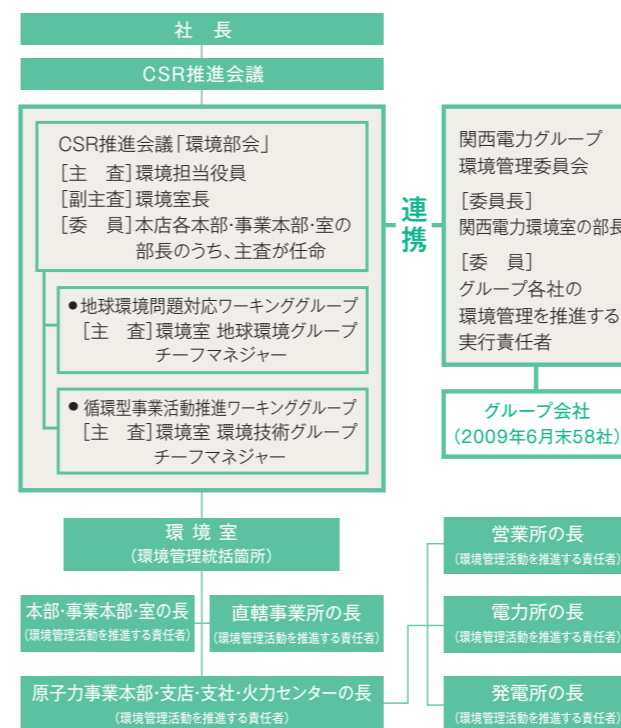 社　長
CSR推進会議
CSR推進会議「環境部会」
［主　査］環境担当役員
［副主査］環境室長
［委　員］本店各本部・事業本部・室の
部長のうち、主査が任命
●地球環境問題対応ワーキンググループ
［主　査］環境室 地球環境グループ
チーフマネジャー
● 循環型事業活動推進ワーキンググループ
［主　査］環境室 環境技術グループ
チーフマネジャー
連携
関西電力グループ
環境管理委員会
［委員長］
関西電力環境室の部長
［委　員］
グループ各社の
環境管理を推進する
実行責任者
グループ会社
（2009年6月末58社）
環 境 室
（環境管理統括箇所）
本部・事業本部・室の長
（環境管理活動を推進する責任者）
直轄事業所の長
（環境管理活動を推進する責任者）
原子力事業本部・支店・支社・火力センターの長
（環境管理活動を推進する責任者）
営業所の長
（環境管理活動を推進する責任者）
電力所の長
（環境管理活動を推進する責任者）
発電所の長
（環境管理活動を推進する責任者）